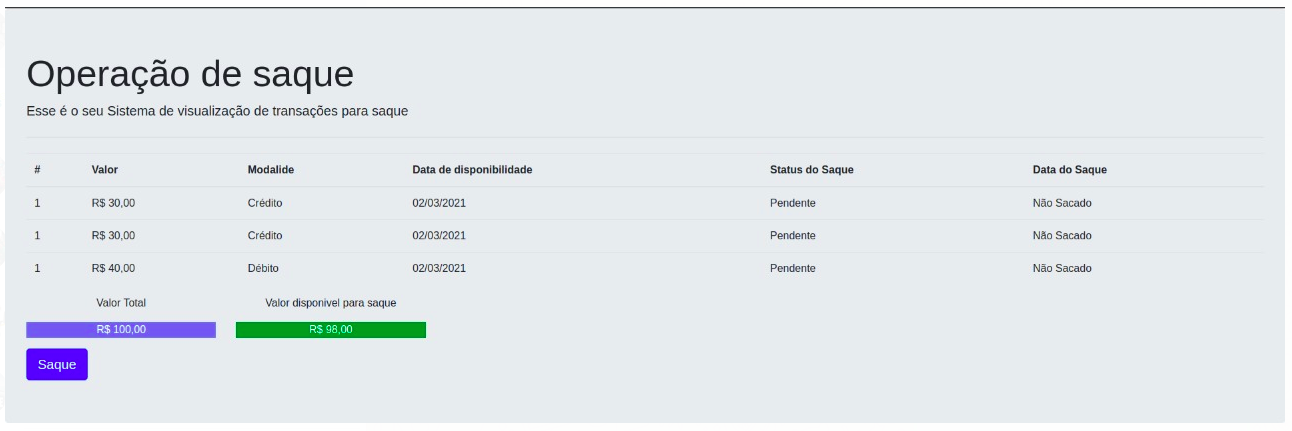 Operação de saque
Esse é o seu Sistema de visualização de transações para saque
# Valor Modalide Data de disponibilidade Status do Saque Data do Saque
1 R$ 30,00 Crédito 02/03/2021 Pendente Não Sacado
1 R$ 30,00 Crédito 02/03/2021 Pendente Não Sacado
1 R$ 40,00 Débito 02/03/2021 Pendente Não Sacado
Valor Total Valor disponivel para saque
R$ 100,00 R$ 98,00
Saque